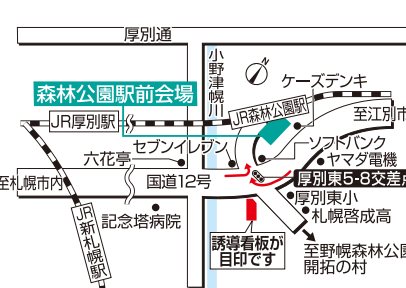 厚別通
小野津幌川
ケーズデンキ
森林公園駅前会場
JR森林公園駅
至江別市
JR厚別駅
セブンイレブン
ソフトバンク
六花亭
ヤマダ電機
至札幌市内
国道12号
厚別東5-8交差点
厚別東小
JR新札幌駅
記念塔病院
札幌啓成高
誘導看板が
目印です
至野幌森林公園
開拓の村